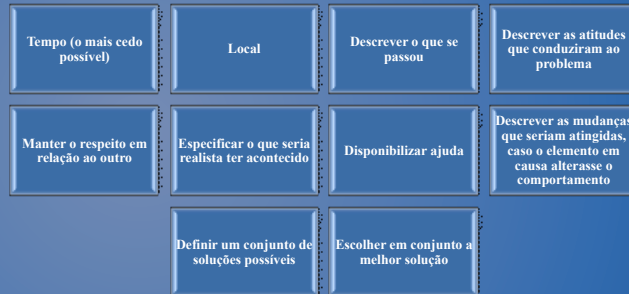 Tempo (o mais cedo
possível)
Local
Descrever o que se
passou
Descrever as atitudes
que conduziram ao
problema
Manter o respeito em
relação ao outro
Especificar o que seria
realista ter acontecido
Disponibilizar ajuda
Descrever as mudanças
que seriam atingidas,
caso o elemento em
causa alterasse o
comportamento
Definir um conjunto de
soluções possíveis
Escolher em conjunto a
melhor solução